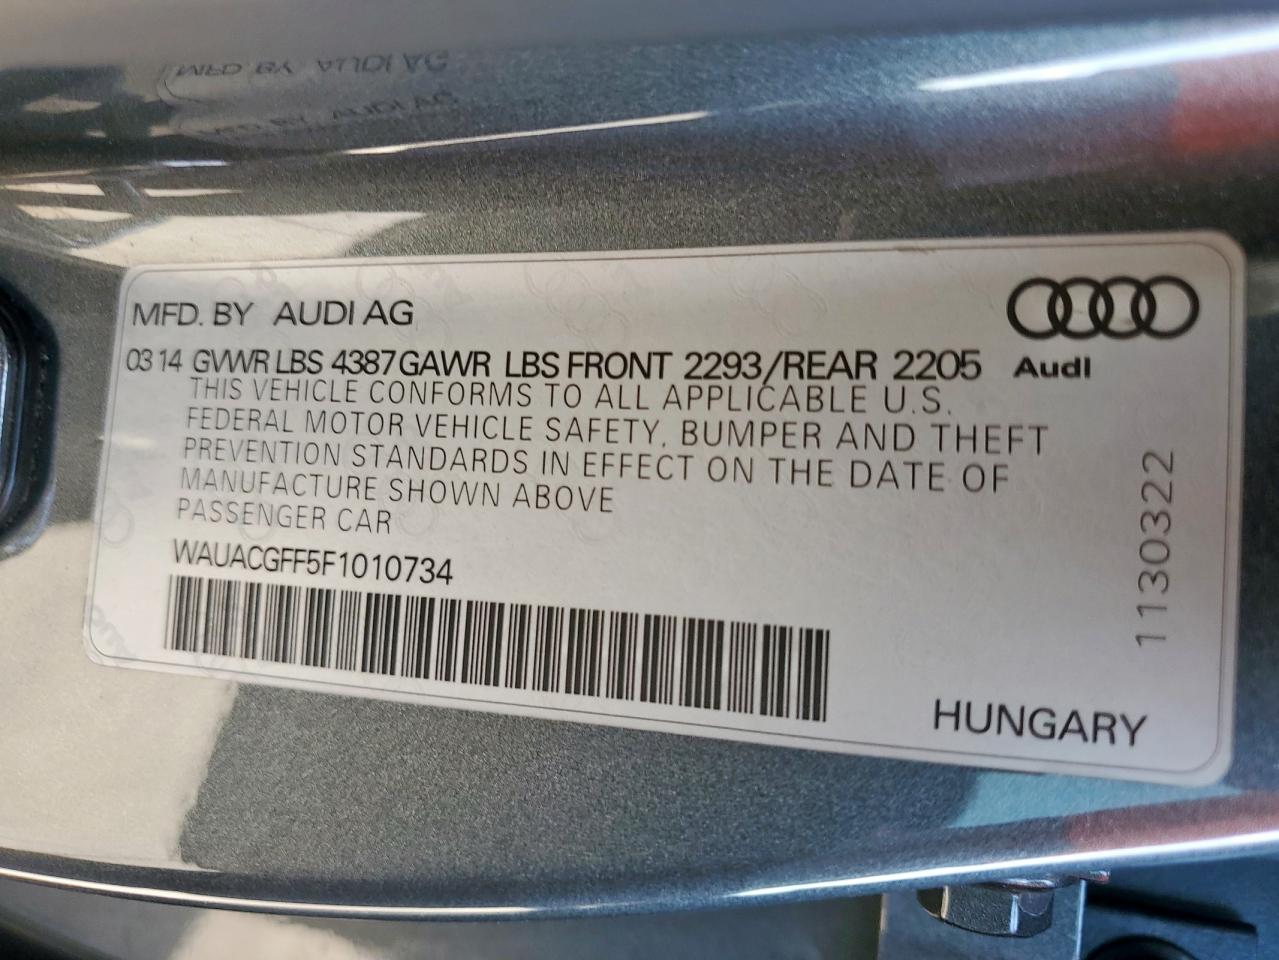 MFD. BY AUDI AG
03 14 GVWR LBS 4387 GAWR LBS FRONT 2293/REAR 2205
Audi
THIS VEHICLE CONFORMS TO ALL APPLICABLE U.S.
FEDERAL MOTOR VEHICLE SAFETY, BUMPER AND THEFT
PREVENTION STANDARDS IN EFFECT ON THE DATE OF
MANUFACTURE SHOWN ABOVE
PASSENGER CAR
WAUACGFF5F1010734
1130322
HUNGARY